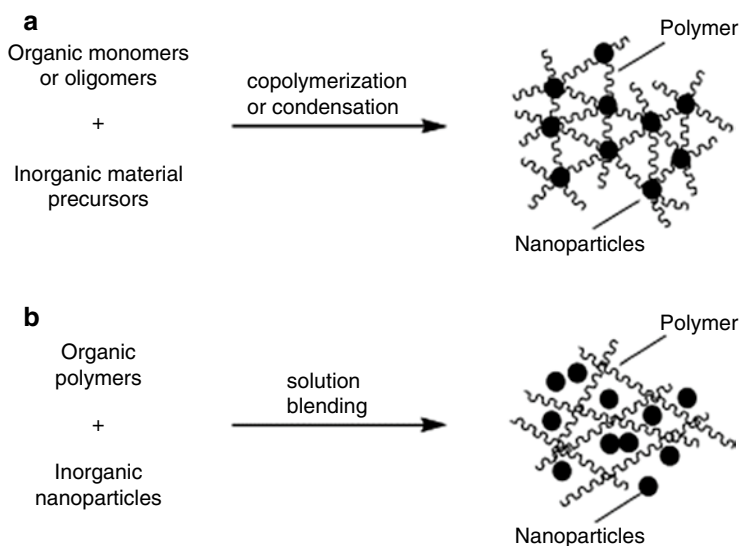 a
Organic monomers
or oligomers
+
Inorganic material
precursors
copolymerization
or condensation
Polymer
Nanoparticles
b
Organic
polymers
+
Inorganic
nanoparticles
solution
blending
Polymer
Nanoparticles